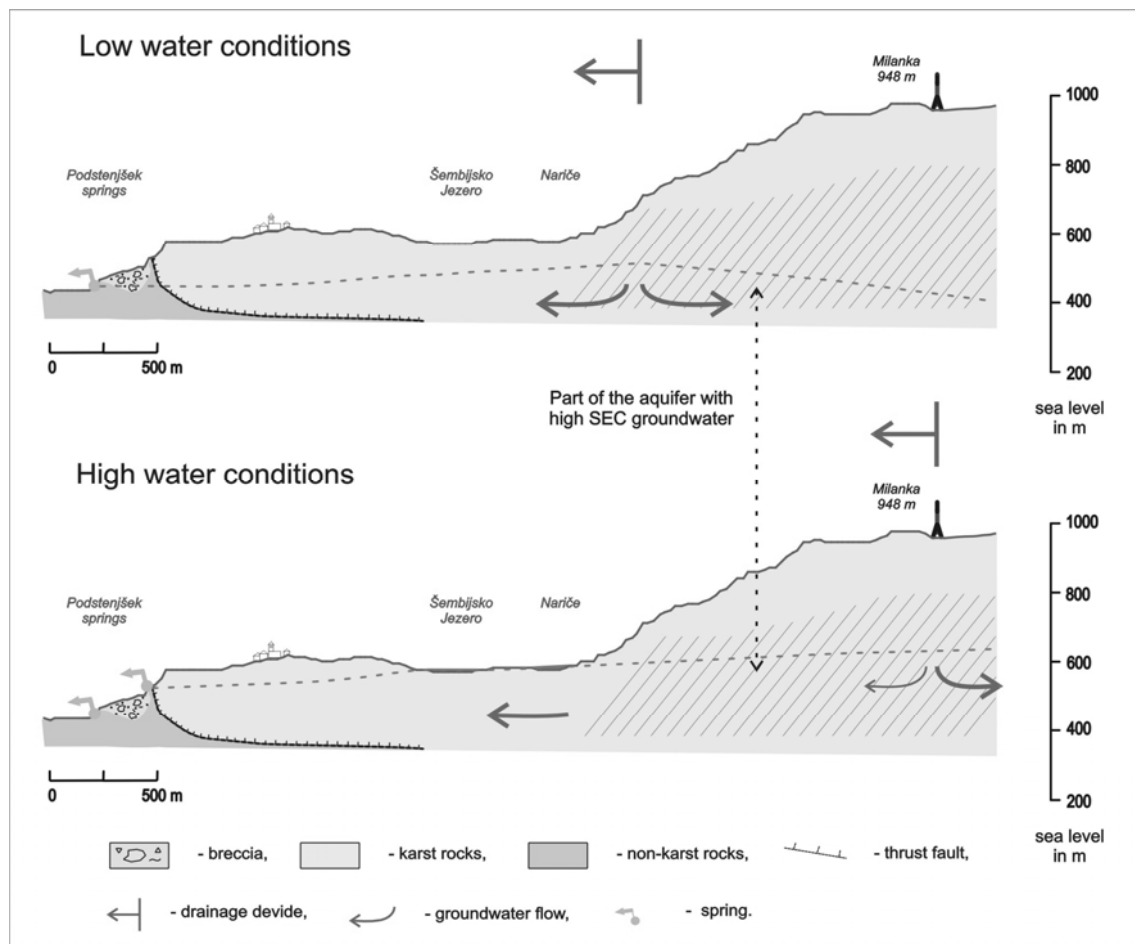 Low water conditions
Milanka
948 m
1000
Podstenjšek
springs
Šembijsko
Jezero
Nariče
800
600
400
200
0
500 m
sea level
in m
Part of the aquifer with
high SEC groundwater
High water conditions
Milanka
948 m
1000
Podstenjšek
springs
Šembijsko
Jezero
Nariče
800
600
400
200
0
500 m
sea level
in m
- breccia,
- karst rocks,
- non-karst rocks,
- thrust fault,
- drainage devide,
- groundwater flow,
- spring.